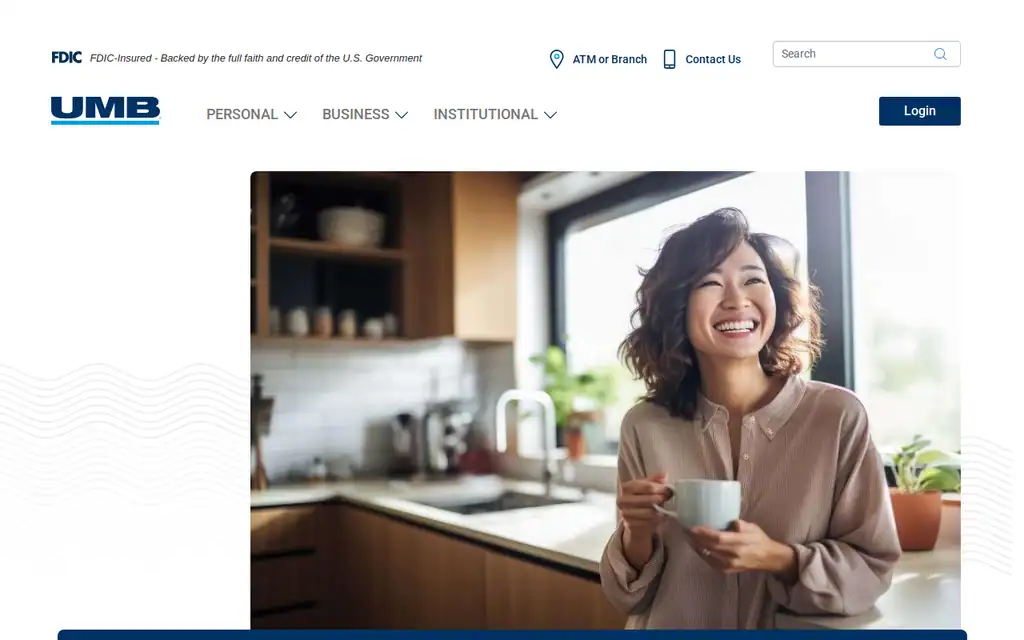 FDIC FDIC-Insured - Backed by the full faith and credit of the U.S. Government
ATM or Branch
Contact Us
Search
UMB
PERSONAL
BUSINESS
INSTITUTIONAL
Login